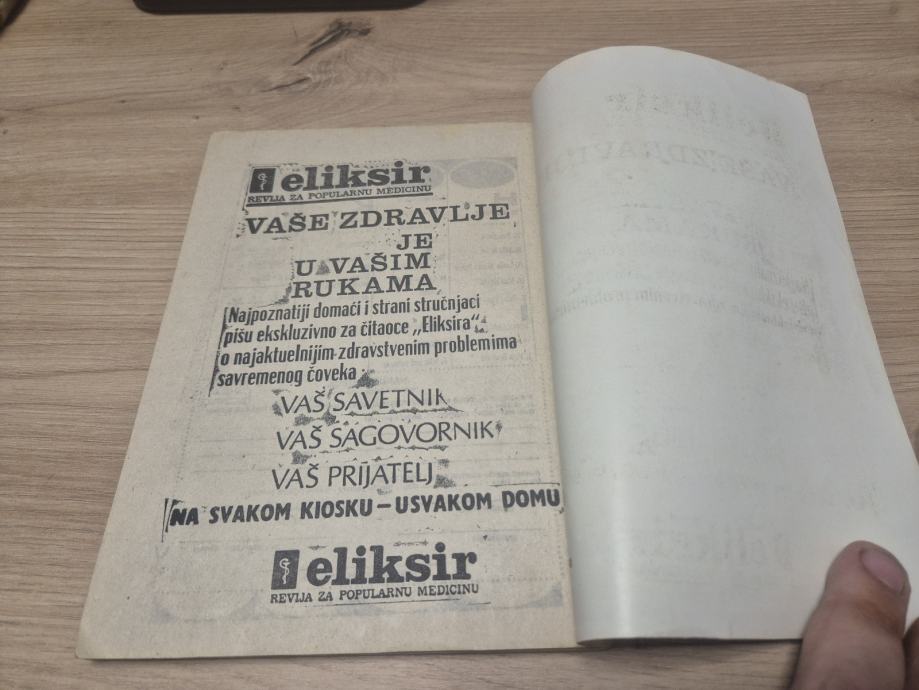 eliksir
REVIJA ZA POPULARNU MEDICINU
VAŠE ZDRAVLJE
JE
U VAŠIM
RUKAMA
Najpoznatiji domaći i strani stručnjaci
pišu ekskluzivno za čitaoce „Eliksira“
o najaktuelnijim zdravstvenim problemima
savremenog čoveka
VAŠ SAVETNIK
VAŠ SAGOVORNIK
VAŠ PRIJATELJ
NA SVAKOM KIOSKU – USVAKOM DOMU
eliksir
REVIJA ZA POPULARNU MEDICINU